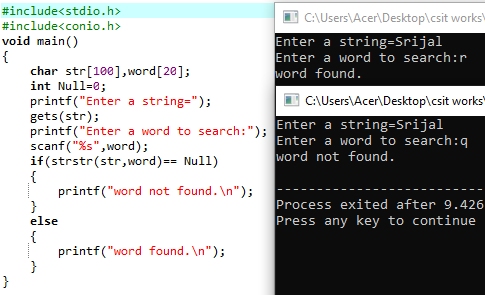 #include<stdio.h>
#include<conio.h>
void main()
{
char str[100],word[20];
int Null=0;
printf("Enter a string=");
gets(str);
printf("Enter a word to search:");
scanf("%s",word);
if(strstr(str,word)== Null)
{
printf("word not found.\n");
}
else
{
printf("word found.\n");
}
}
C:\Users\Acer\Desktop\csit works\
Enter a string=Srijal
Enter a word to search:r
word found.
C:\Users\Acer\Desktop\csit works\
Enter a string=Srijal
Enter a word to search:q
word not found.
--------------------------
Process exited after 9.426
Press any key to continue